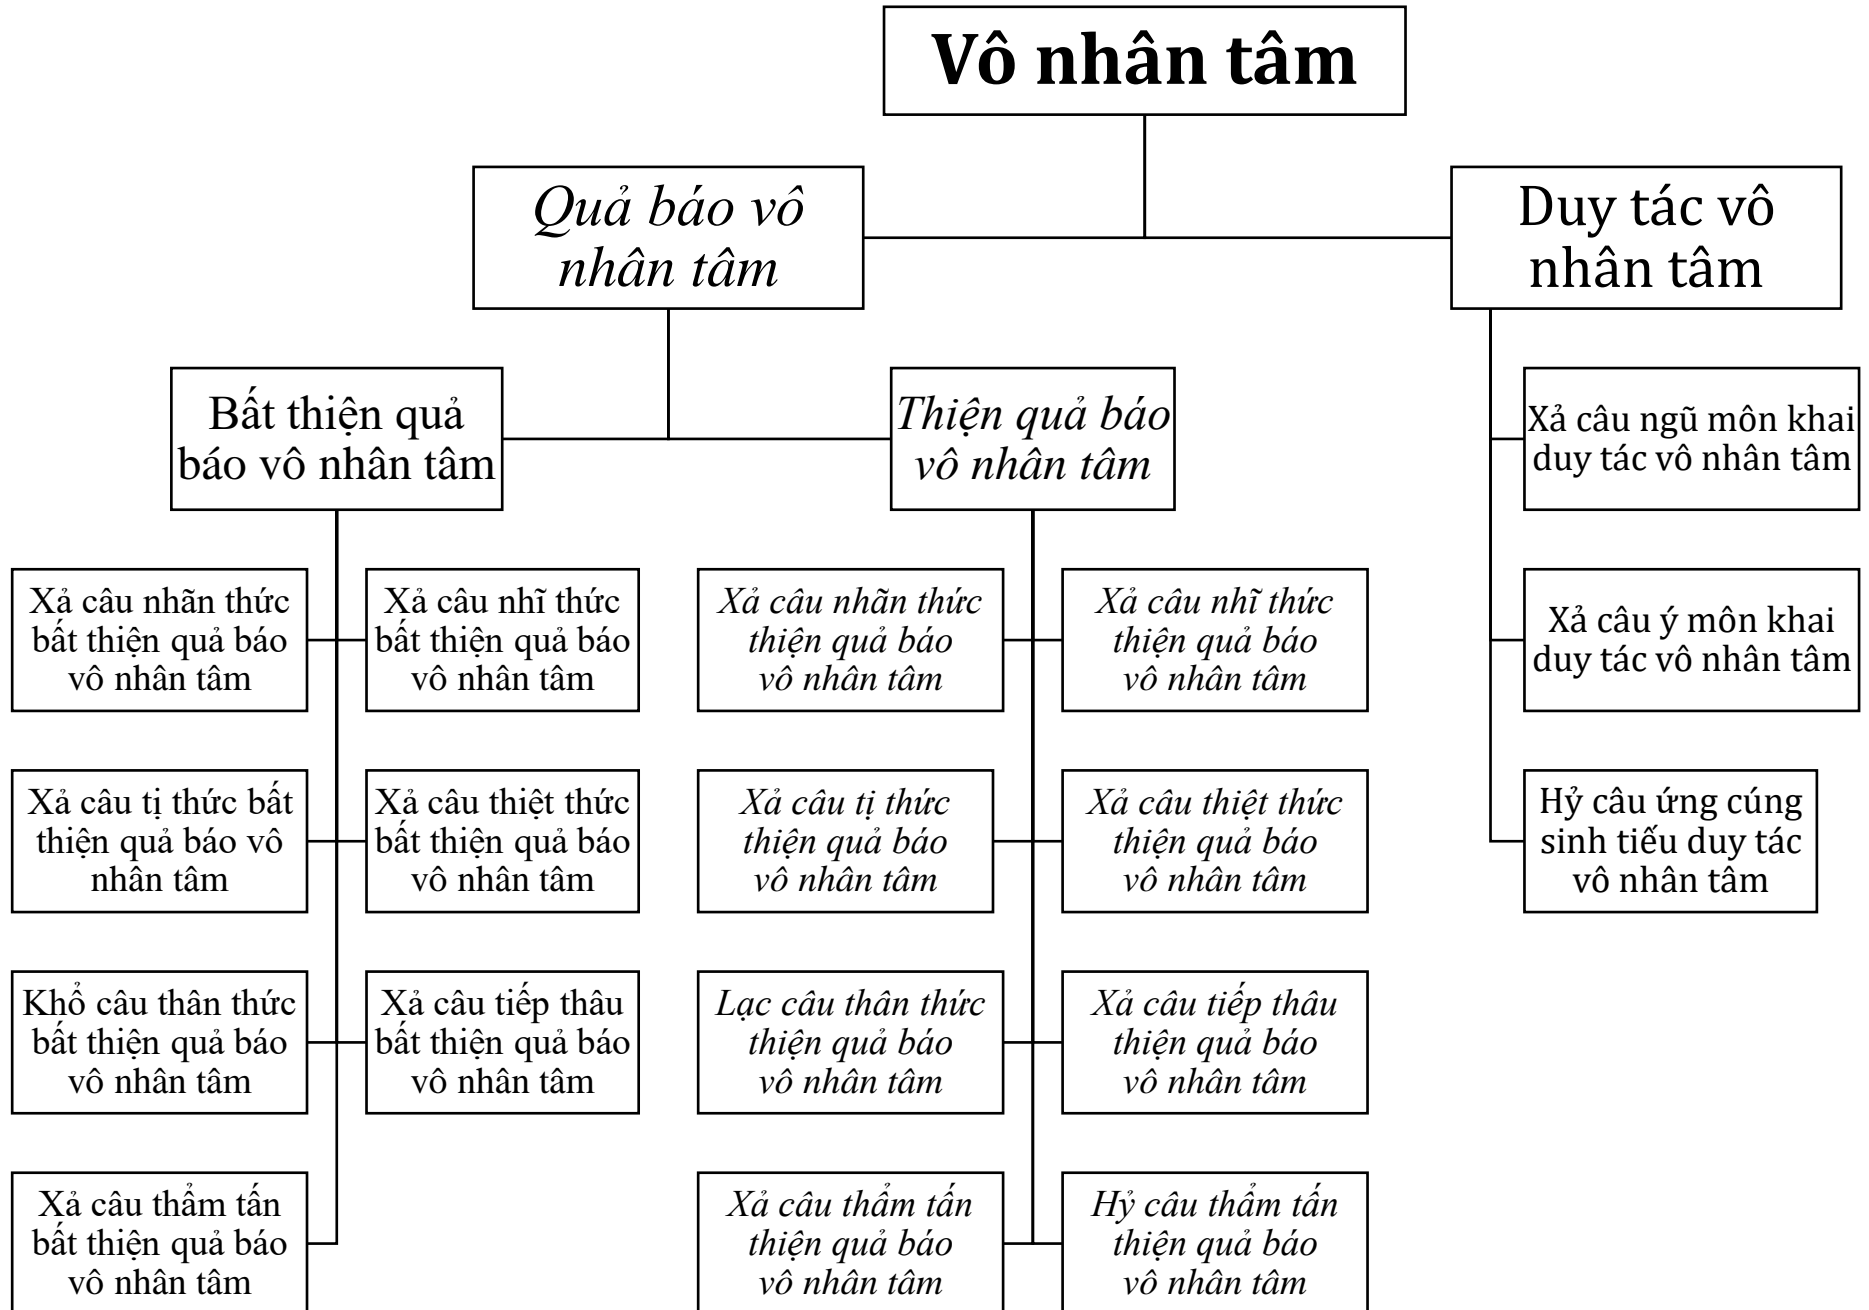 Vô nhân tâm
Quả báo vô
nhân tâm
Duy tác vô
nhân tâm
Bất thiện quả
báo vô nhân tâm
Thiện quả báo
vô nhân tâm
Xả câu ngũ môn khai
duy tác vô nhân tâm
Xả câu nhãn thức
bất thiện quả báo
vô nhân tâm
Xả câu nhĩ thức
bất thiện quả báo
vô nhân tâm
Xả câu nhãn thức
thiện quả báo
vô nhân tâm
Xả câu nhĩ thức
thiện quả báo
vô nhân tâm
Xả câu ý môn khai
duy tác vô nhân tâm
Xả câu tị thức bất
thiện quả báo vô
nhân tâm
Xả câu thiệt thức
bất thiện quả báo
vô nhân tâm
Xả câu tị thức
thiện quả báo
vô nhân tâm
Xả câu thiệt thức
thiện quả báo
vô nhân tâm
Hỷ câu ứng cúng
sinh tiếu duy tác
vô nhân tâm
Khổ câu thân thức
bất thiện quả báo
vô nhân tâm
Xả câu tiếp thâu
bất thiện quả báo
vô nhân tâm
Lạc câu thân thức
thiện quả báo
vô nhân tâm
Xả câu tiếp thâu
thiện quả báo
vô nhân tâm
Xả câu thẩm tấn
bất thiện quả báo
vô nhân tâm
Xả câu thẩm tấn
thiện quả báo
vô nhân tâm
Hỷ câu thẩm tấn
thiện quả báo
vô nhân tâm